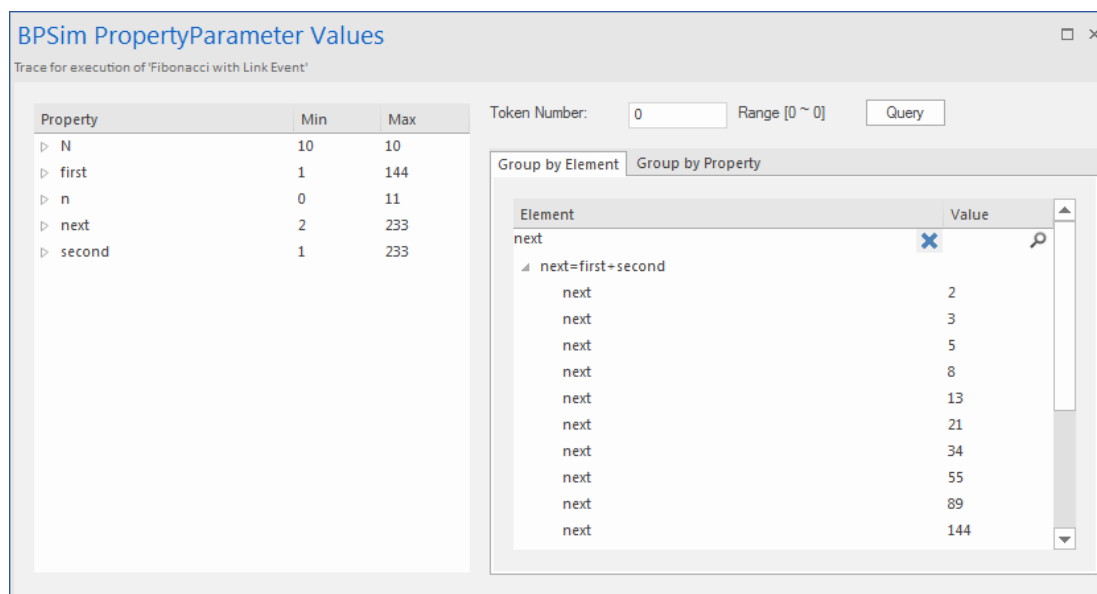 BPSim PropertyParameter Values
Trace for execution of 'Fibonacci with Link Event'
Property Min Max
N 10 10
first 1 144
n 0 11
next 2 233
second 1 233
Token Number: 0 Range [0 ~ 0] Query
Group by Element Group by Property
Element Value
next
next=first+second
next 2
next 3
next 5
next 8
next 13
next 21
next 34
next 55
next 89
next 144